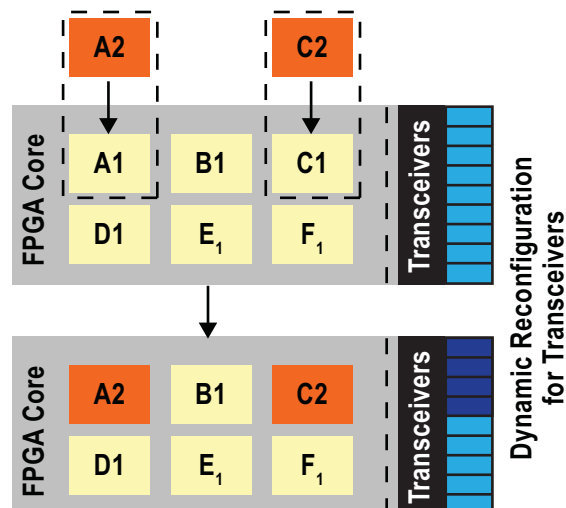 A2
C2
FPGA Core
A1
B1
C1
D1
E₁
F₁
Transceivers
Dynamic Reconfiguration
for Transceivers
FPGA Core
A2
B1
C2
D1
E₁
F₁
Transceivers